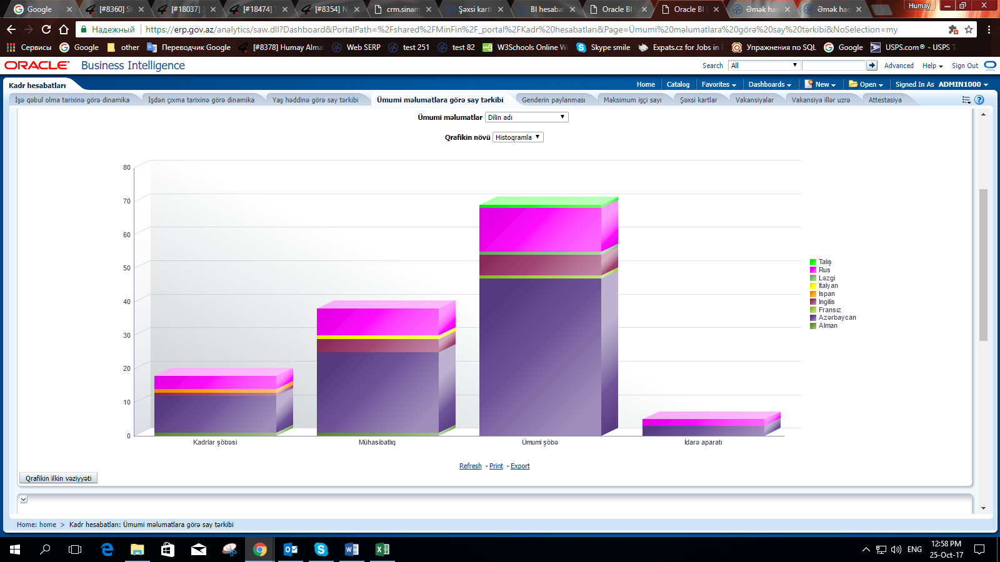 Google
[#8360] St
[#18037]
[#18474]
[#8354] N
crm.sinam
Şəxsi kart
BI hesabat
Oracle BI
Oracle BI
Əmək haq
Əmək haq
Humay
Надежный
https://erp.gov.az/analytics/saw.dll?Dashboard&PortalPath=%2Fshared%2FMinFin%2F_portal%2FKadr%20hesabatları&Page=Ümumi%20məlumatlara%20görə%20say%20tərkibi&NoSelection=my
Сервисы
Google
other
Переводчик Google
[#8378] Humay Alma
Web SERP
test 251
test 82
W3Schools Online W
Skype smile
Expats.cz for Jobs in
Упражнения по SQL
Google
USPS.com® - USPS
ORACLE Business Intelligence
Search All Advanced Help Sign Out
Kadr hesabatları
Home Catalog Favorites Dashboards New Open Signed In As ADMIN1000
İşə qəbul olma tarixinə görə dinamika
İşdən çıxma tarixinə görə dinamika
Yaş həddinə görə say tərkibi
Ümumi məlumatlara görə say tərkibi
Genderin paylanması
Maksimum işçi sayı
Şəxsi kartlar
Vakansiyalar
Vakansiya illər üzrə
Attestasiya
Ümumi məlumatlar Dilin adı
Qrafikin növü Histoqramla
80
70
60
50
40
30
20
10
0
Kadrlar şöbəsi
Mühasibatlıq
Ümumi şöbə
İdarə aparatı
Talış
Rus
Ləzgi
İtalyan
İspan
İngilis
Fransız
Azərbaycan
Alman
Refresh - Print - Export
Qrafikin ilkin vəziyyəti
Home: home > Kadr hesabatları: Ümumi məlumatlara görə say tərkibi
ENG
12:58 PM
25-Oct-17